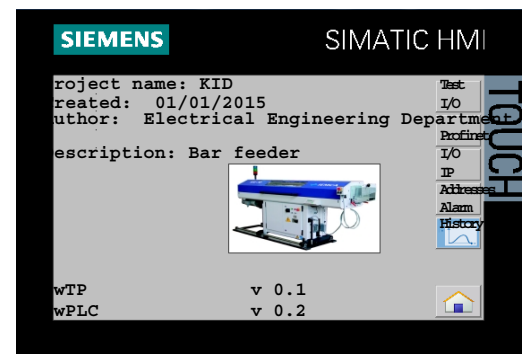 SIEMENS
SIMATIC HMI
TOUCH
roject name: KID
reated: 01/01/2015
uthor: Electrical Engineering Department
escription: Bar feeder
Test
I/O
Profinet
I/O
IP
Addresses
Alarm
History
wTP v 0.1
wPLC v 0.2